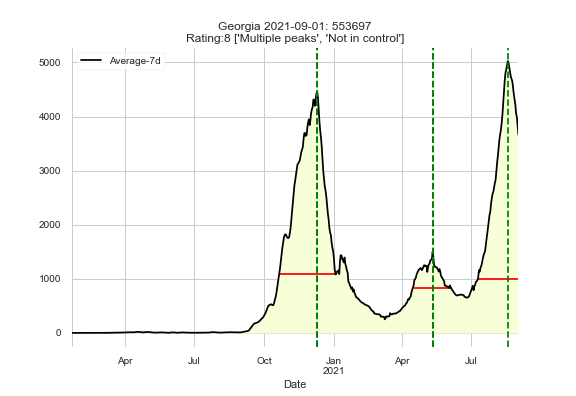 Georgia 2021-09-01: 553697
Rating:8 ['Multiple peaks', 'Not in control']
Average-7d
5000
4000
3000
2000
1000
0
Apr Jul Oct Jan Apr Jul
2021
Date